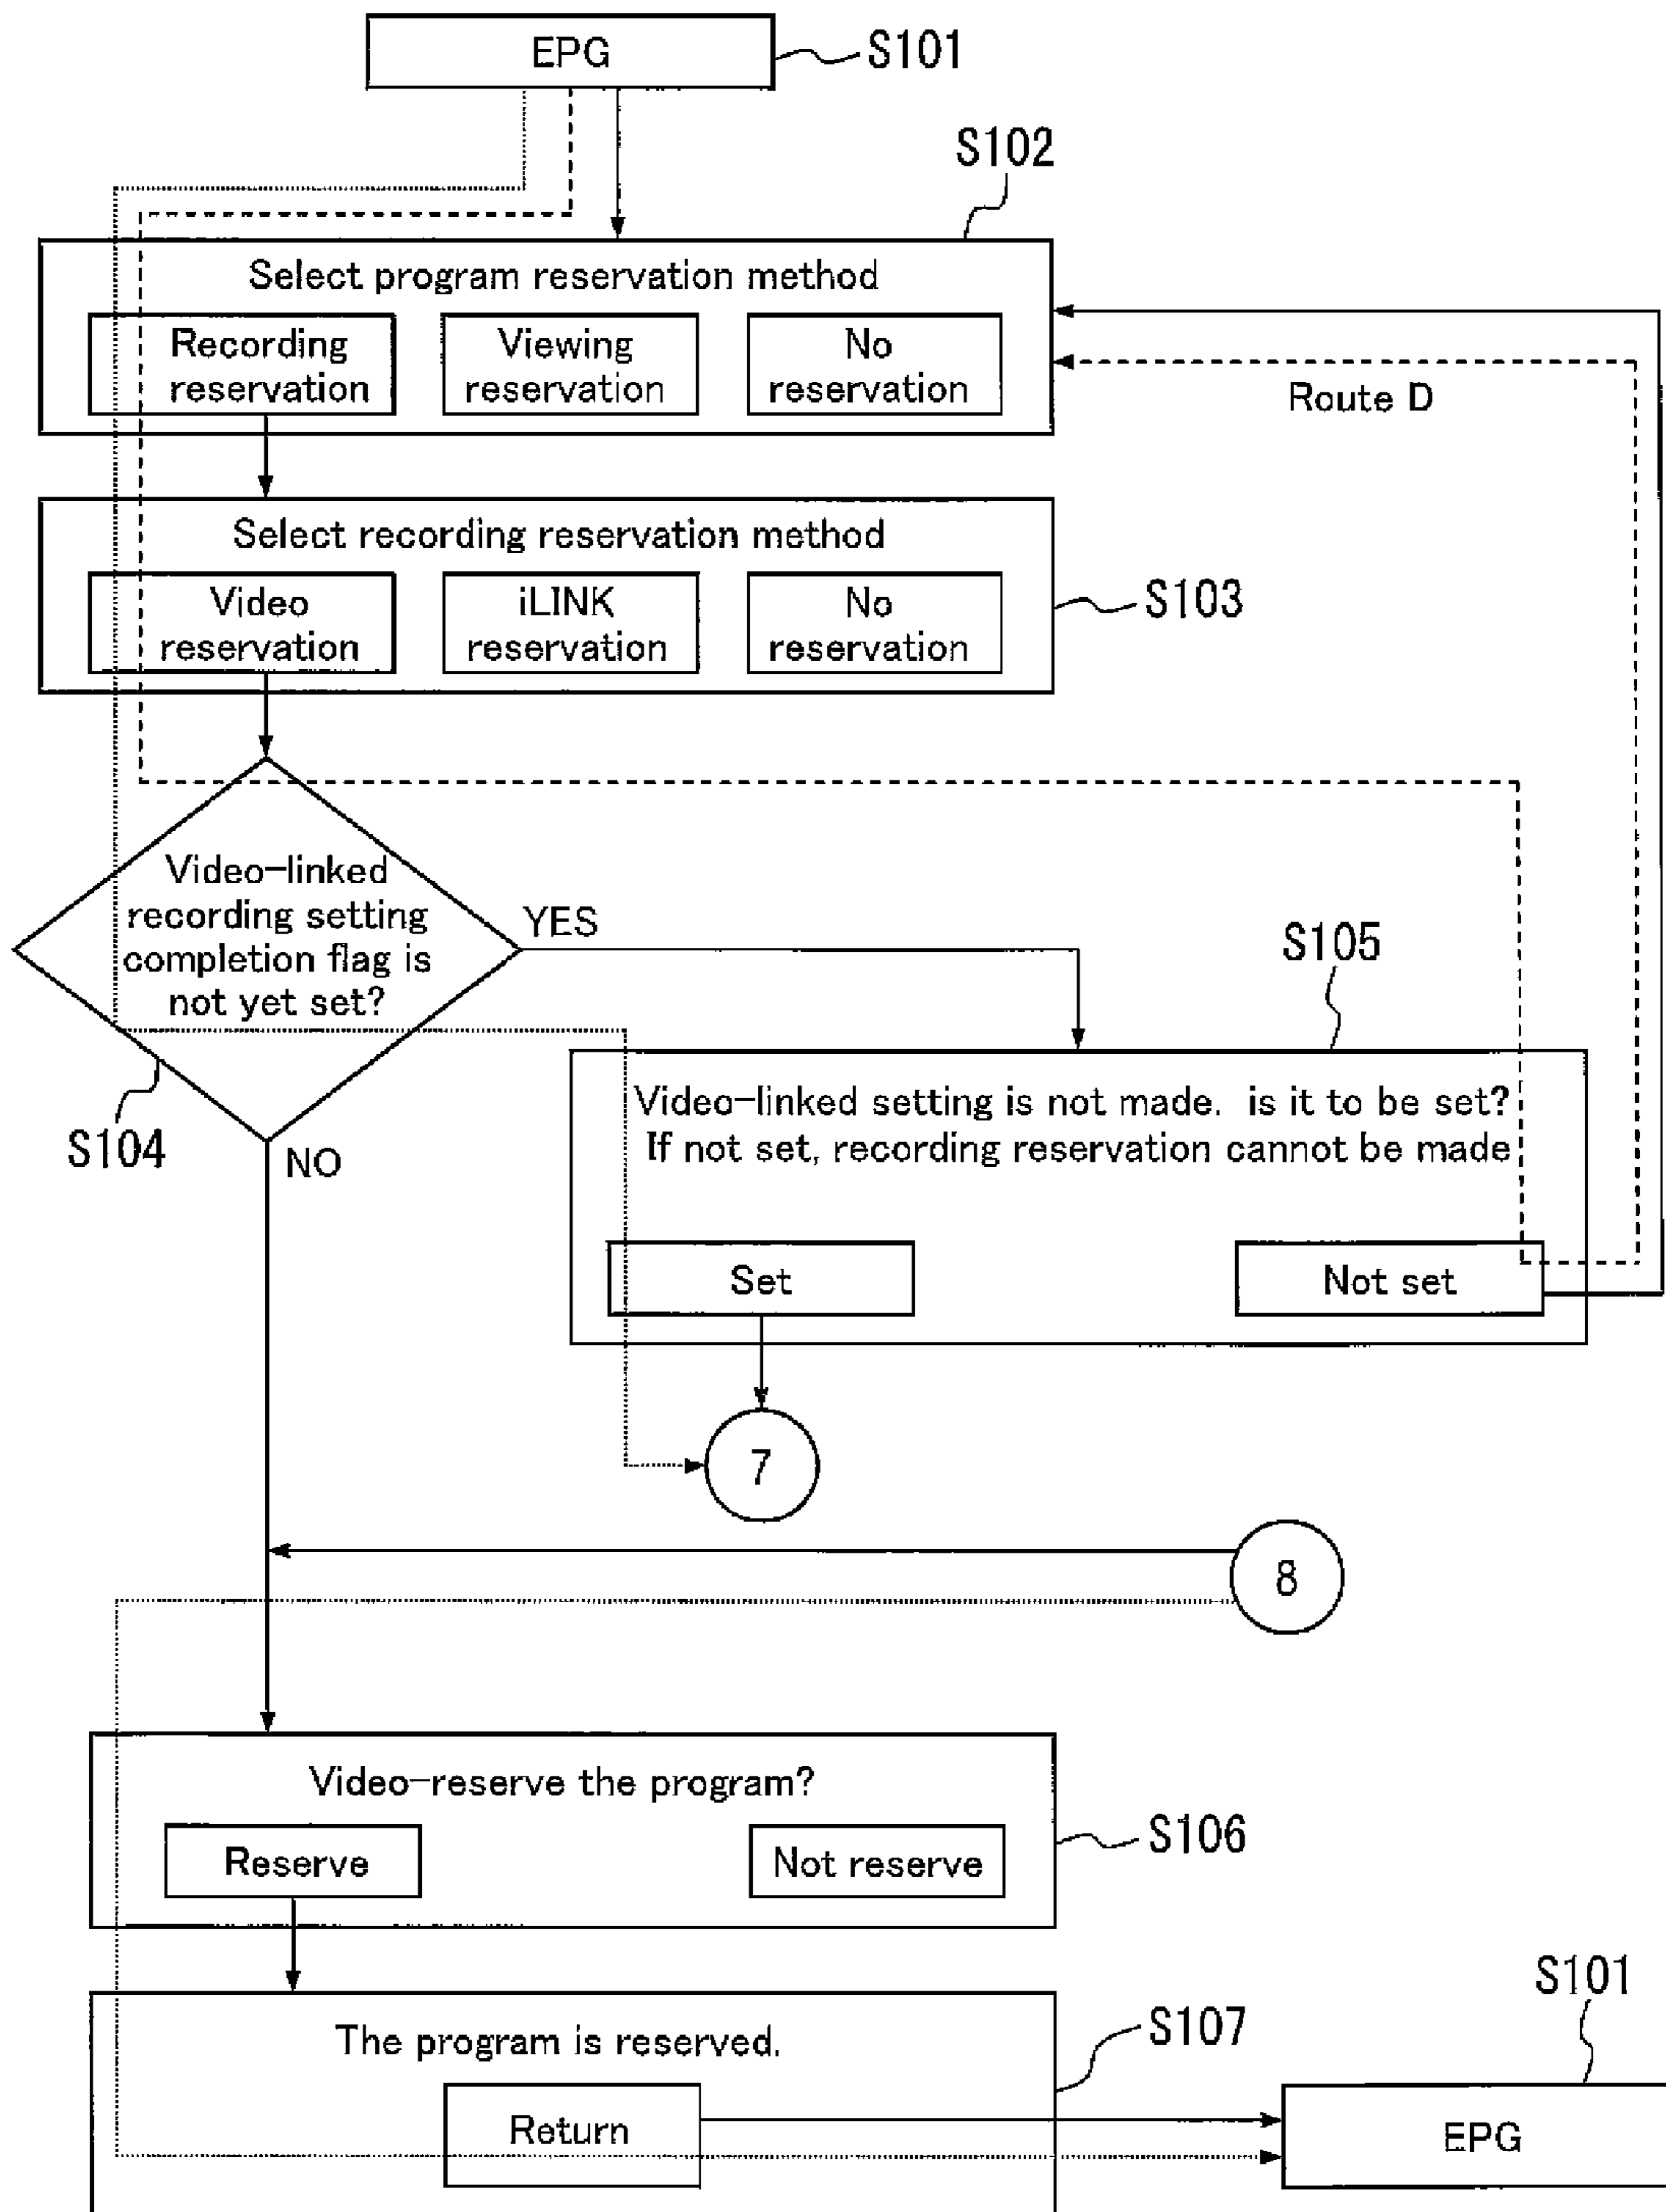 EPG
S101
S102
Select program reservation method
Recording
reservation
Viewing
reservation
No
reservation
Route D
Select recording reservation method
Video
reservation
iLINK
reservation
No
reservation
S103
Video-linked
recording setting
completion flag is
not yet set?
YES
S104
NO
S105
Video-linked setting is not made. is it to be set?
If not set, recording reservation cannot be made
Set
Not set
7
8
Video-reserve the program?
Reserve
Not reserve
S106
The program is reserved.
Return
S107
S101
EPG